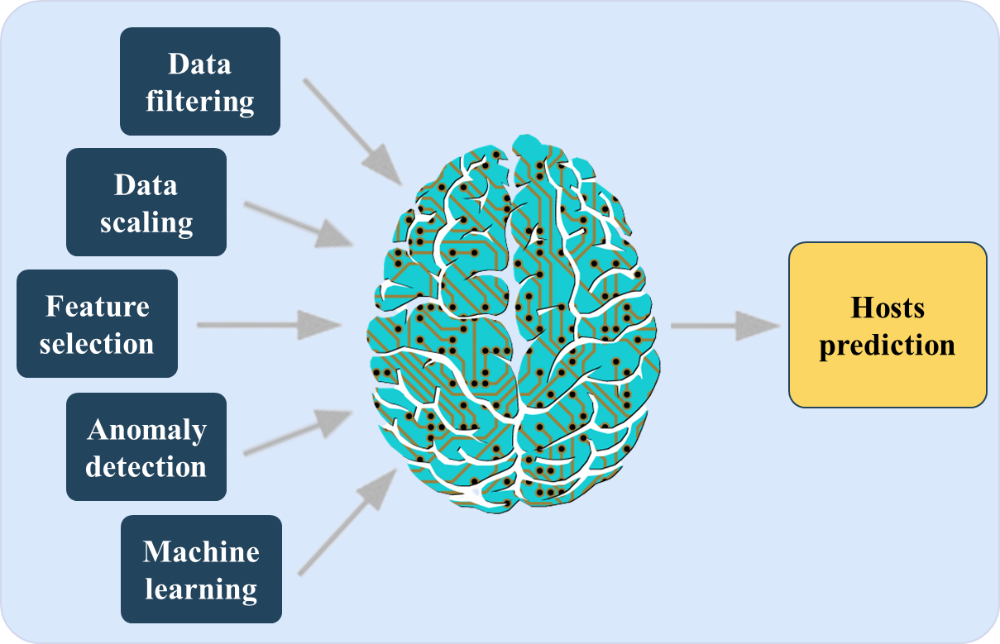 Data
filtering
Data
scaling
Feature
selection
Anomaly
detection
Machine
learning
Hosts
prediction